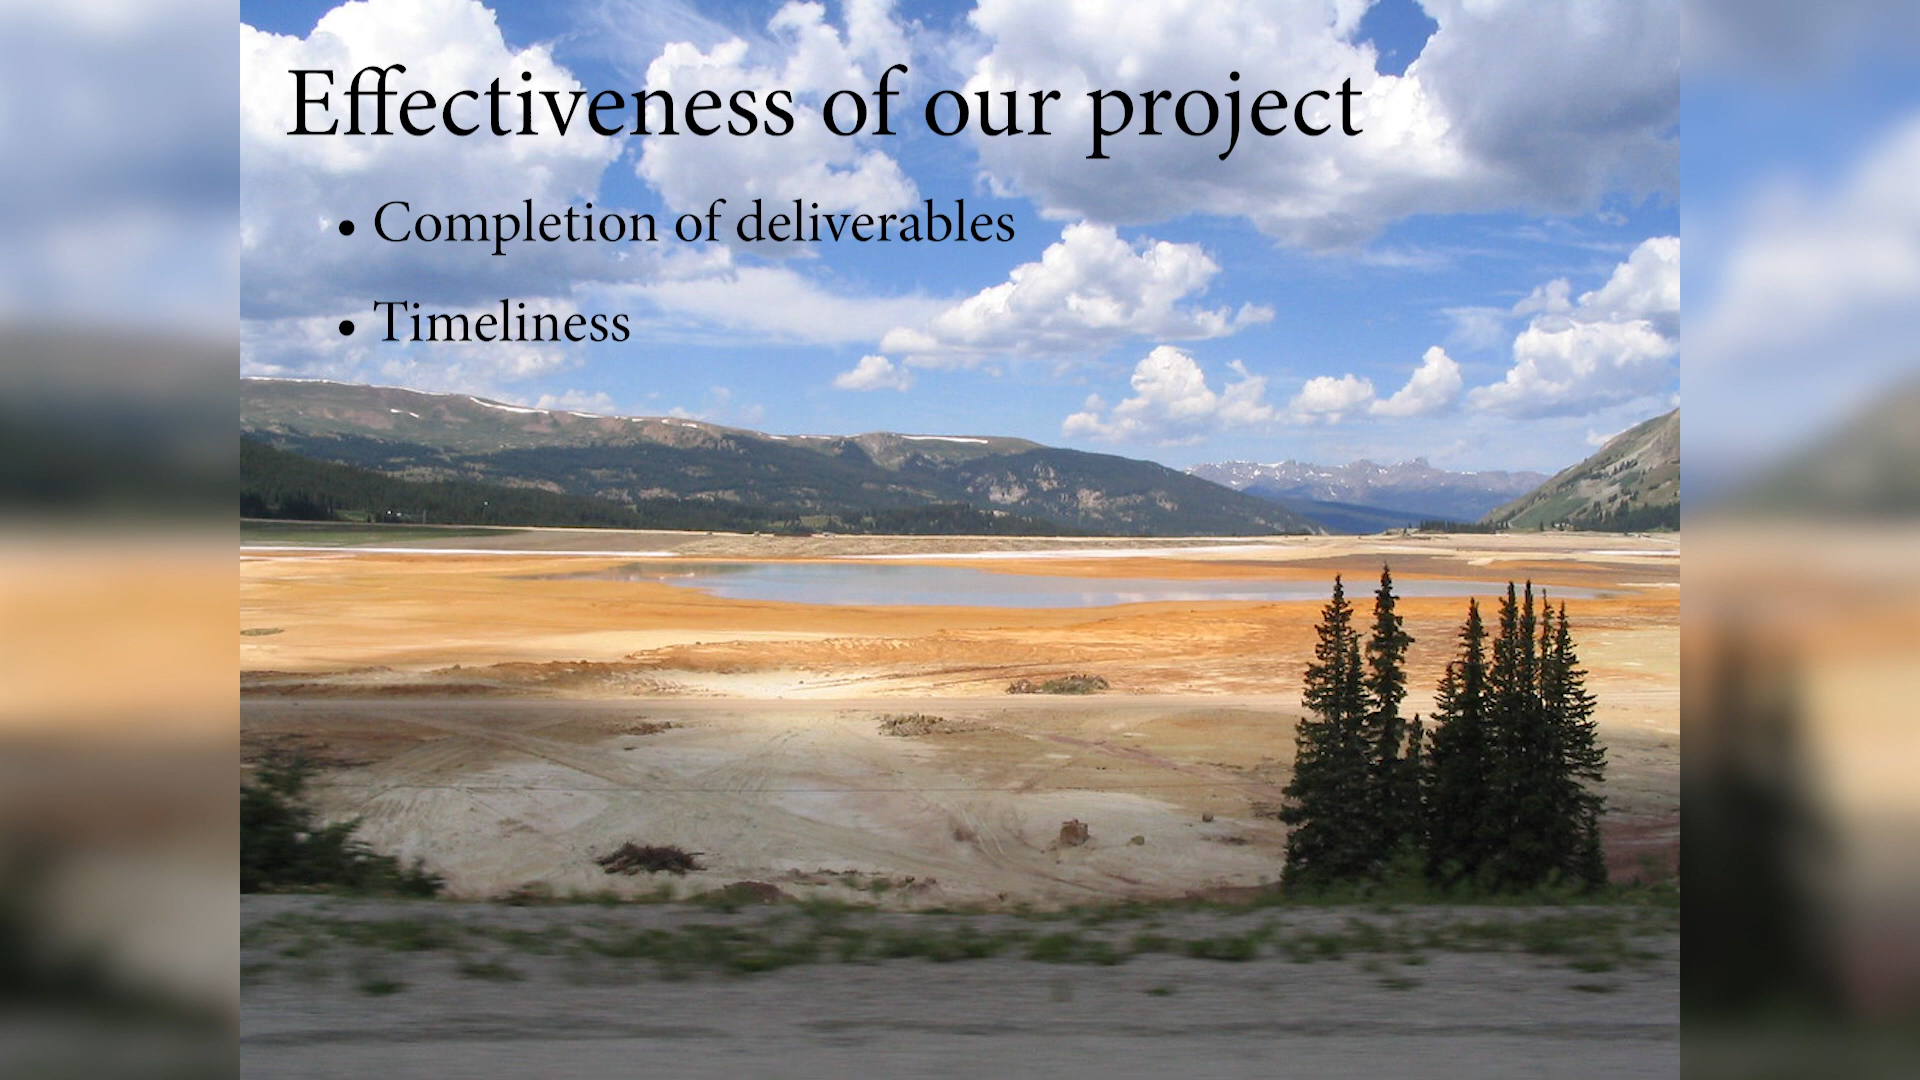 Effectiveness of our project
• Completion of deliverables
• Timeliness